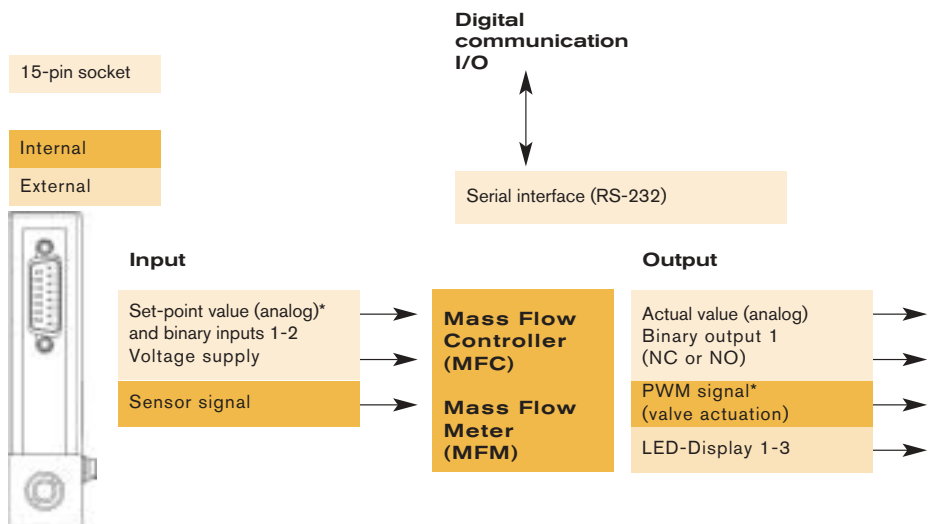 Digital
communication
I/O
15-pin socket
Internal
External
Serial interface (RS-232)
Input
Output
Set-point value (analog)*
and binary inputs 1-2
Voltage supply
Sensor signal
Mass Flow
Controller
(MFC)
Mass Flow
Meter
(MFM)
Actual value (analog)
Binary output 1
(NC or NO)
PWM signal*
(valve actuation)
LED-Display 1-3